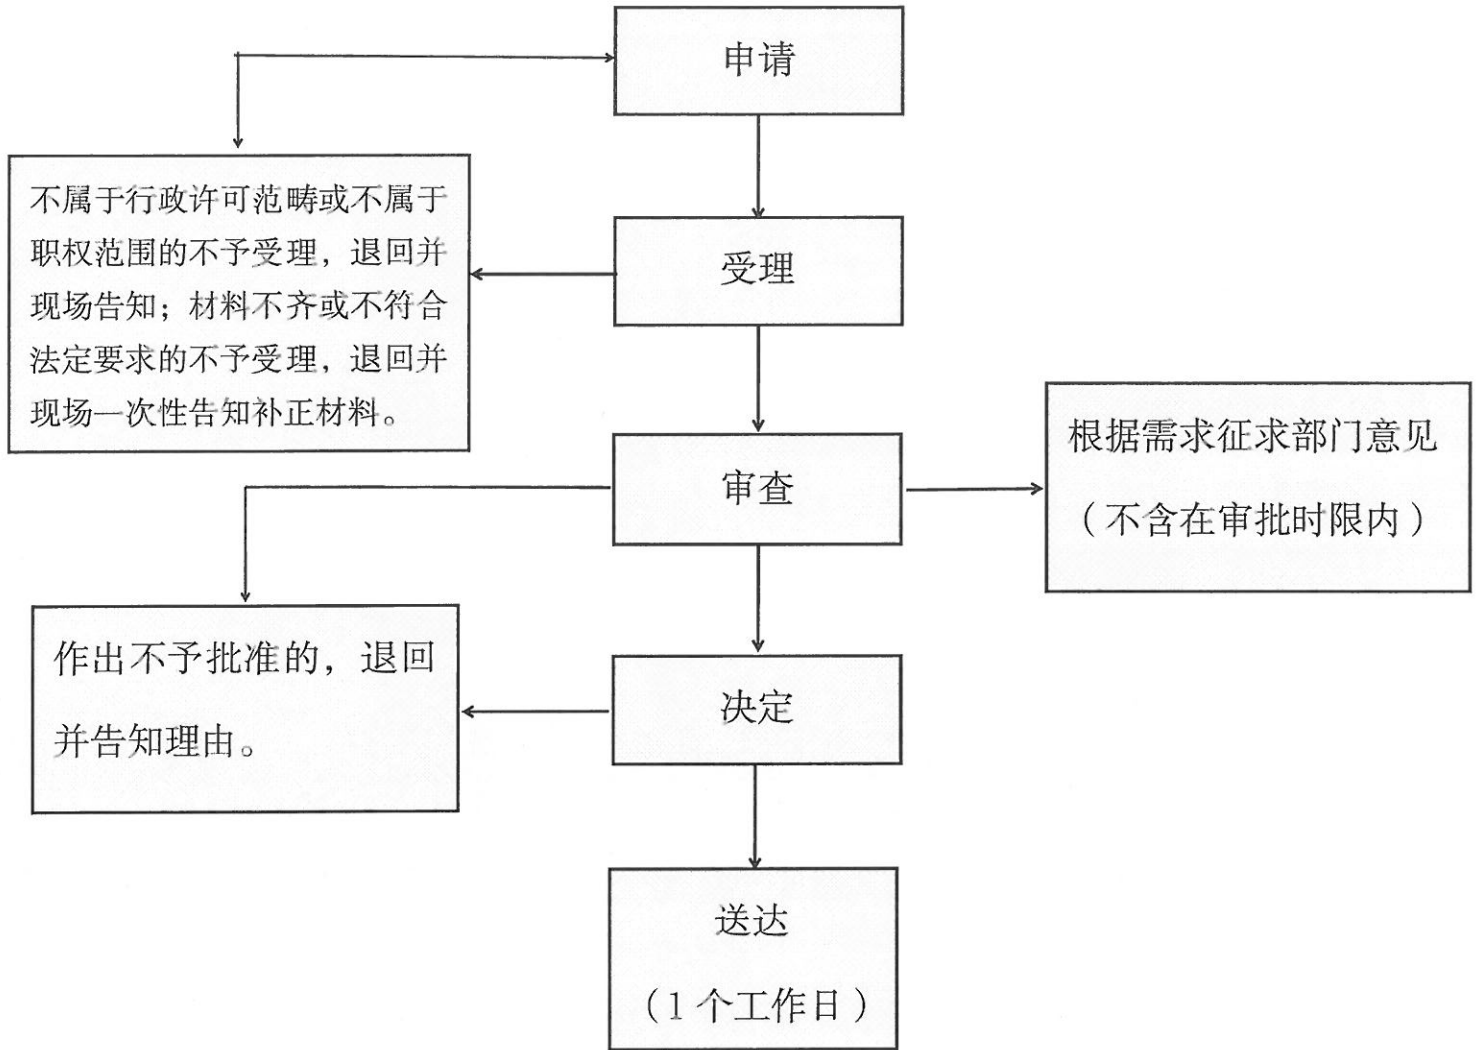 申请
不属于行政许可范畴或不属于
职权范围的不予受理，退回并
现场告知；材料不齐或不符合
法定要求的不予受理，退回并
现场一次性告知补正材料。
受理
审查
根据需求征求部门意见
（不含在审批时限内）
作出不予批准的，退回
并告知理由。
决定
送达
（1个工作日）